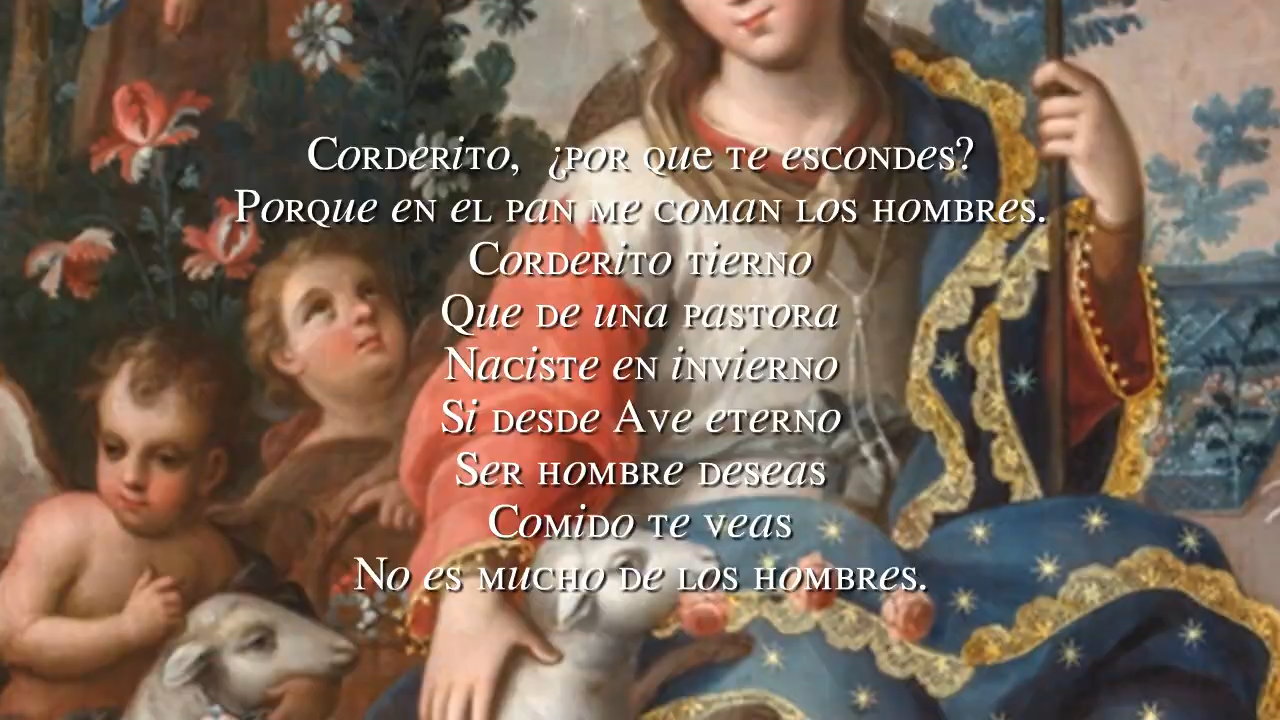 Corderito, ¿por que te escondes?
Porque en el pan me coman los hombres.
Corderito tierno
Que de una pastora
Naciste en invierno
Si desde Ave eterno
Ser hombre deseas
Comido te veas
No es mucho de los hombres.